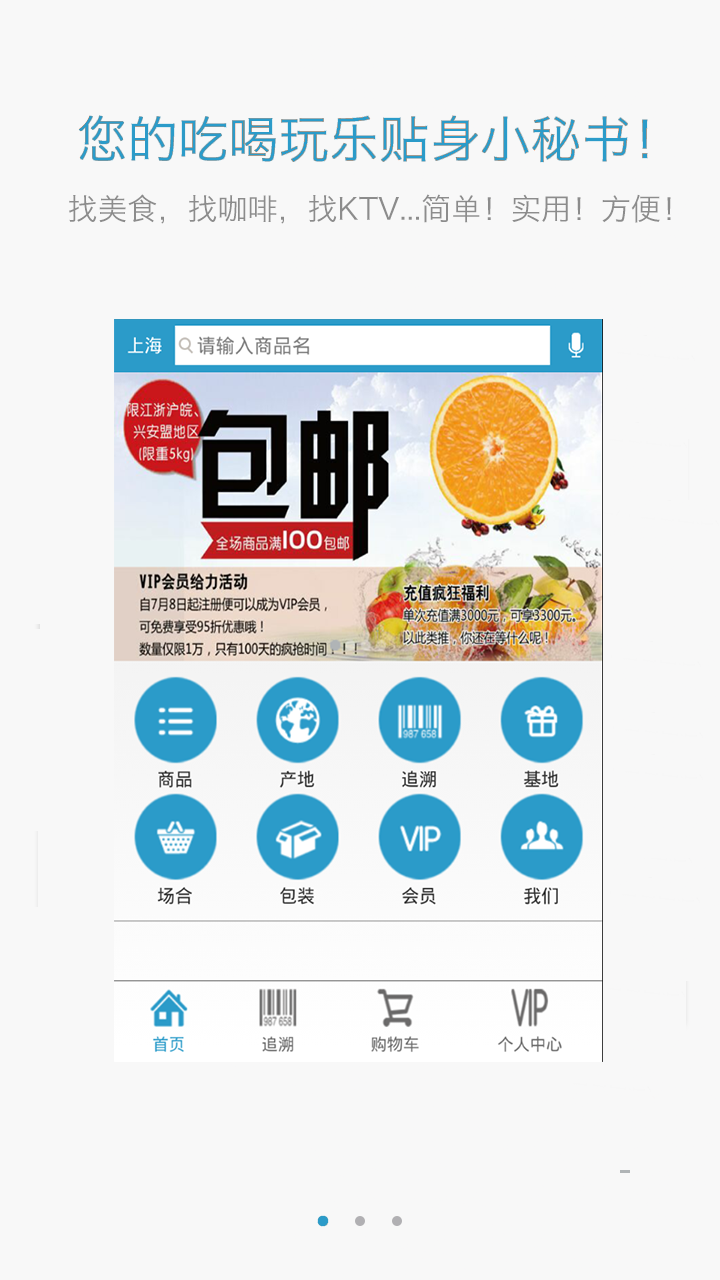 您的吃喝玩乐贴身小秘书！
找美食，找咖啡，找KTV...简单！实用！方便！
上海
请输入商品名
限江浙沪皖、
兴安盟地区
(限重5kg)
包邮
全场商品满100包邮
VIP会员给力活动
自7月8日起注册便可以成为VIP会员，
可免费享受95折优惠哦！
数量仅限1万，只有100天的疯抢时间！！！
充值疯狂福利
单次充值满3000元，可享3300元。
以此类推，你还在等什么呢！
987 658
商品
产地
追溯
基地
VIP
场合
包装
会员
我们
987 658
VIP
首页
追溯
购物车
个人中心